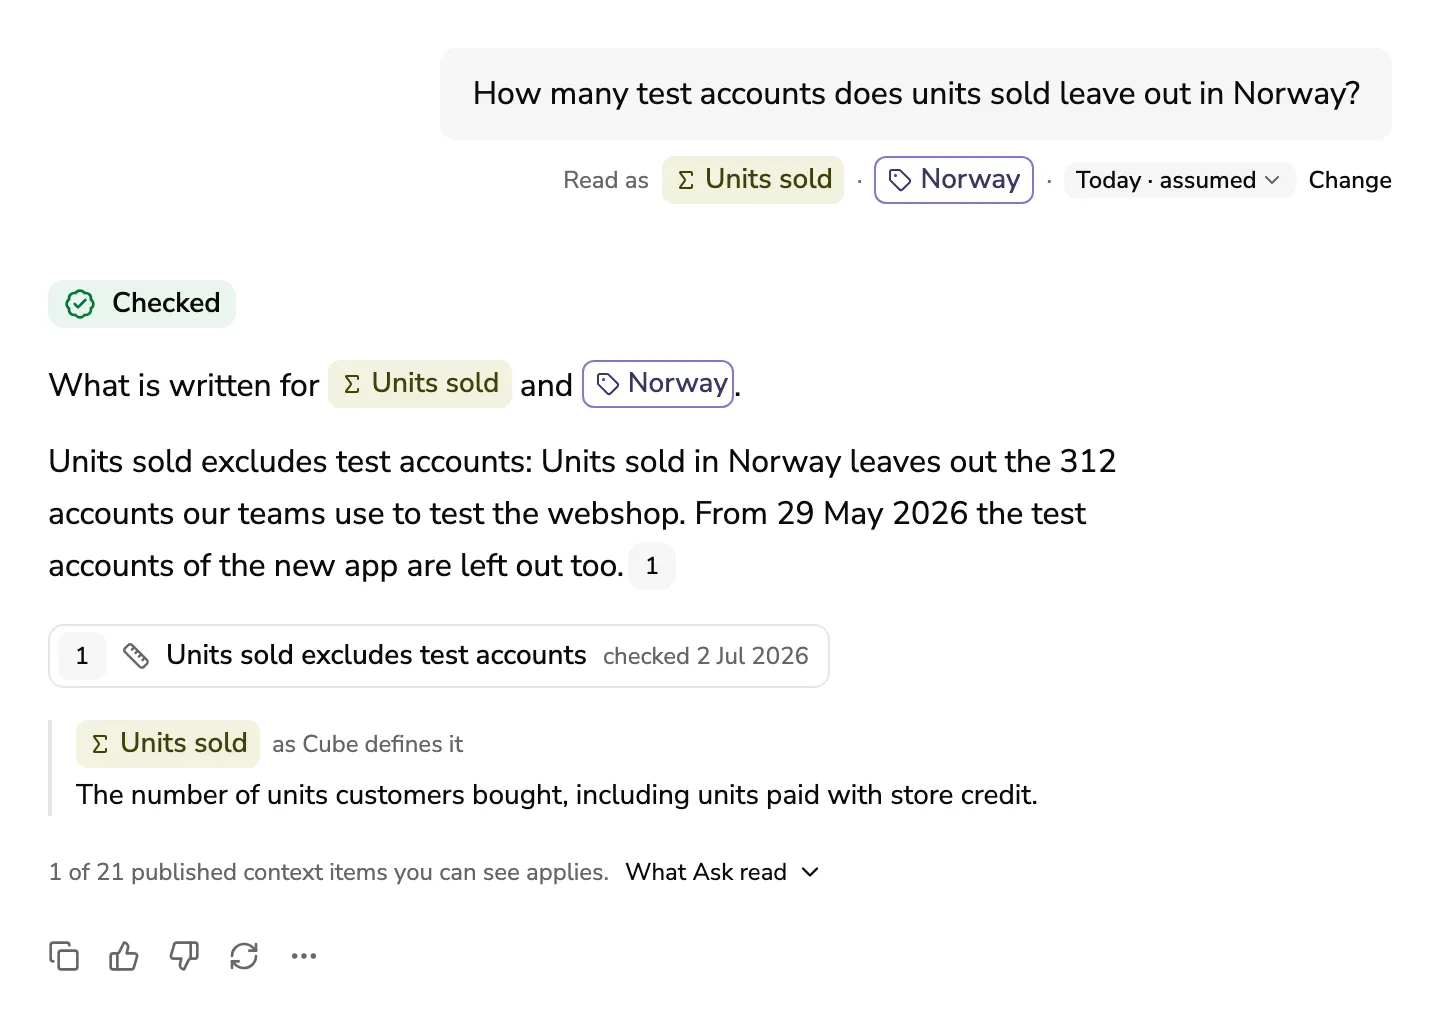 How many test accounts does units sold leave out in Norway?
Read as Units sold · Norway · Today · assumed Change
Checked
What is written for Units sold and Norway.
Units sold excludes test accounts: Units sold in Norway leaves out the 312
accounts our teams use to test the webshop. From 29 May 2026 the test
accounts of the new app are left out too. 1
1 Units sold excludes test accounts checked 2 Jul 2026
Units sold as Cube defines it
The number of units customers bought, including units paid with store credit.
1 of 21 published context items you can see applies. What Ask read